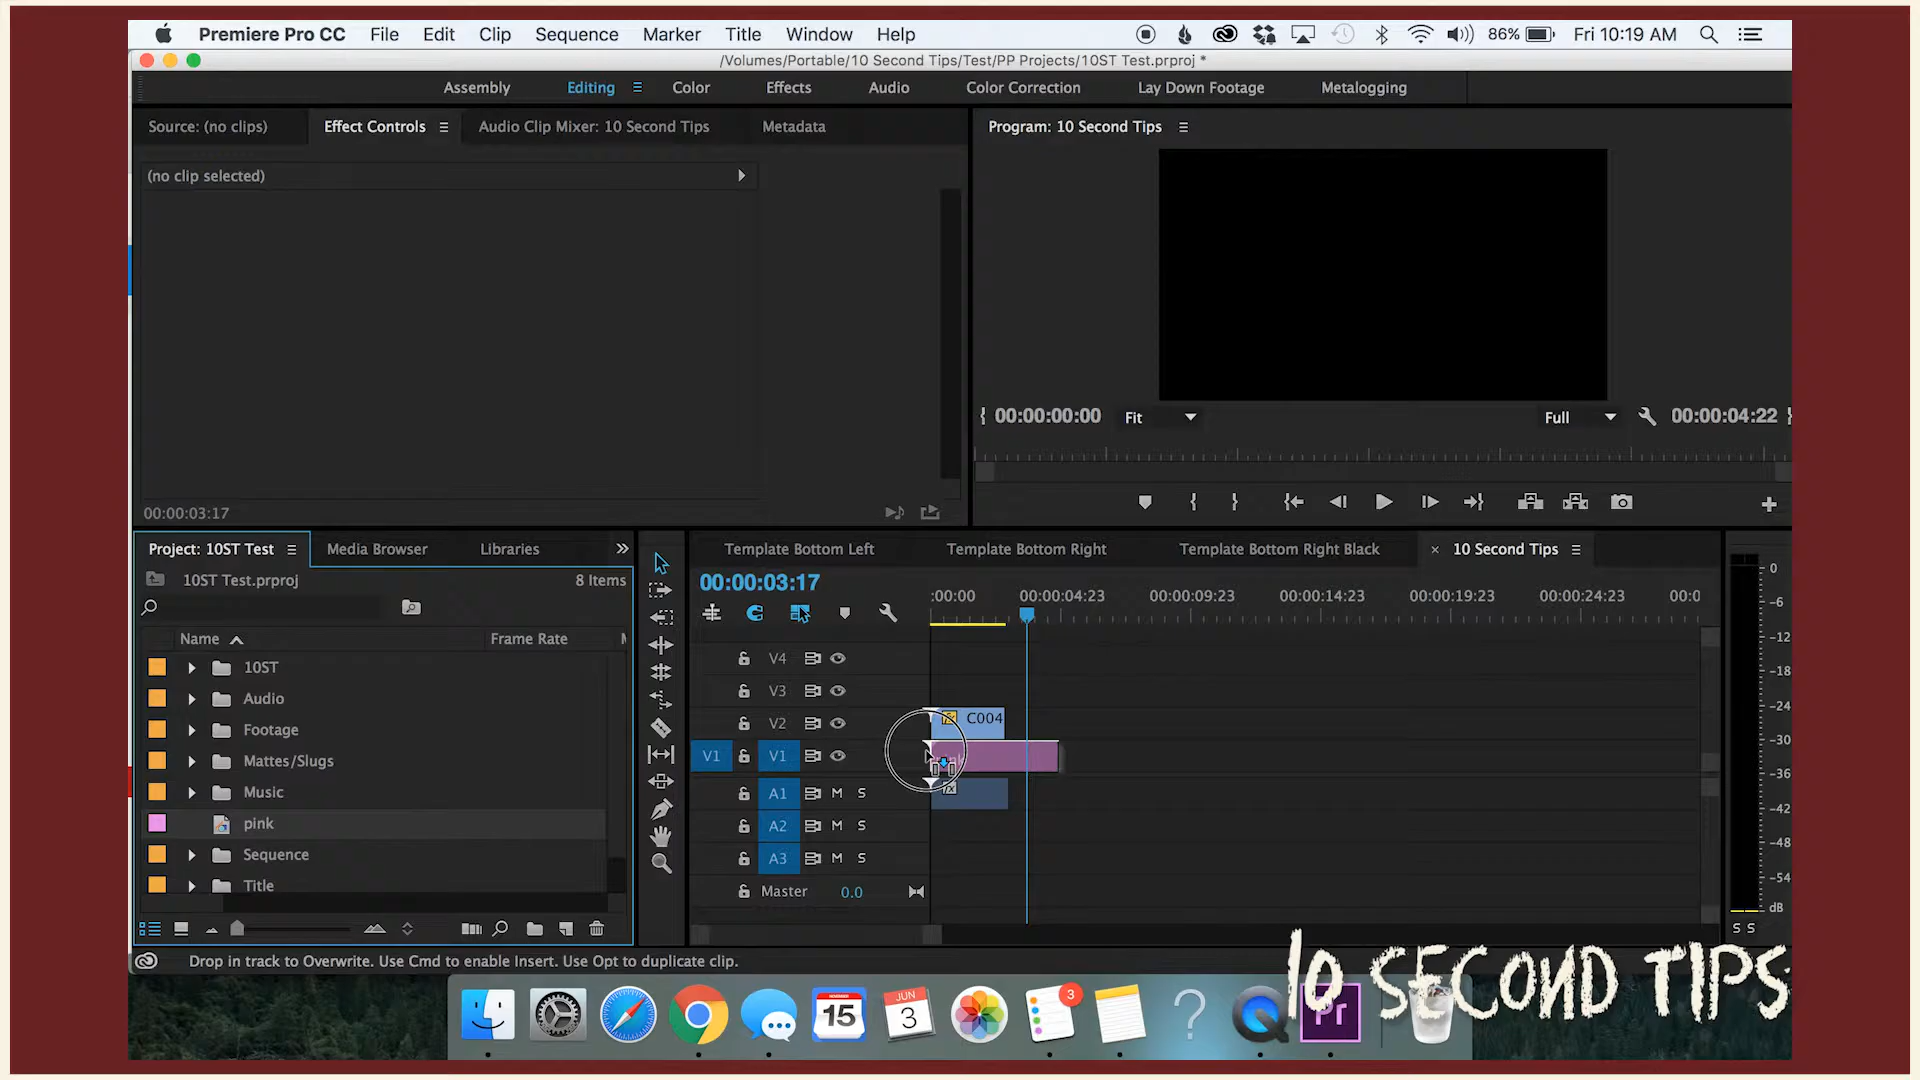 Premiere Pro CC File Edit Clip Sequence Marker Title Window Help 86% Fri 10:19 AM
/Volumes/Portable/10 Second Tips/Test/PP Projects/10ST Test.prproj *
Assembly Editing Color Effects Audio Color Correction Lay Down Footage Metalogging
Source: (no clips) Effect Controls Audio Clip Mixer: 10 Second Tips Metadata Program: 10 Second Tips
(no clip selected)
00:00:00:00 Fit Full 00:00:04:22
00:00:03:17
Project: 10ST Test Media Browser Libraries Template Bottom Left Template Bottom Right Template Bottom Right Black × 10 Second Tips
10ST Test.prproj 8 Items 00:00:03:17
:00:00 00:00:04:23 00:00:09:23 00:00:14:23 00:00:19:23 00:00:24:23 00:0
Name Frame Rate
10ST
Audio
Footage
Mattes/Slugs
Music
pink
Sequence
Title
V4
V3
V2 C004
V1 V1
A1 M S
A2 M S
A3 M S
Master 0.0
0
-6
-12
-18
-24
-30
-36
-42
-48
-54
dB
S S
Drop in track to Overwrite. Use Cmd to enable Insert. Use Opt to duplicate clip.
10 SECOND TIPS
NOVEMBER
15
JUN
3
3
?
Pr